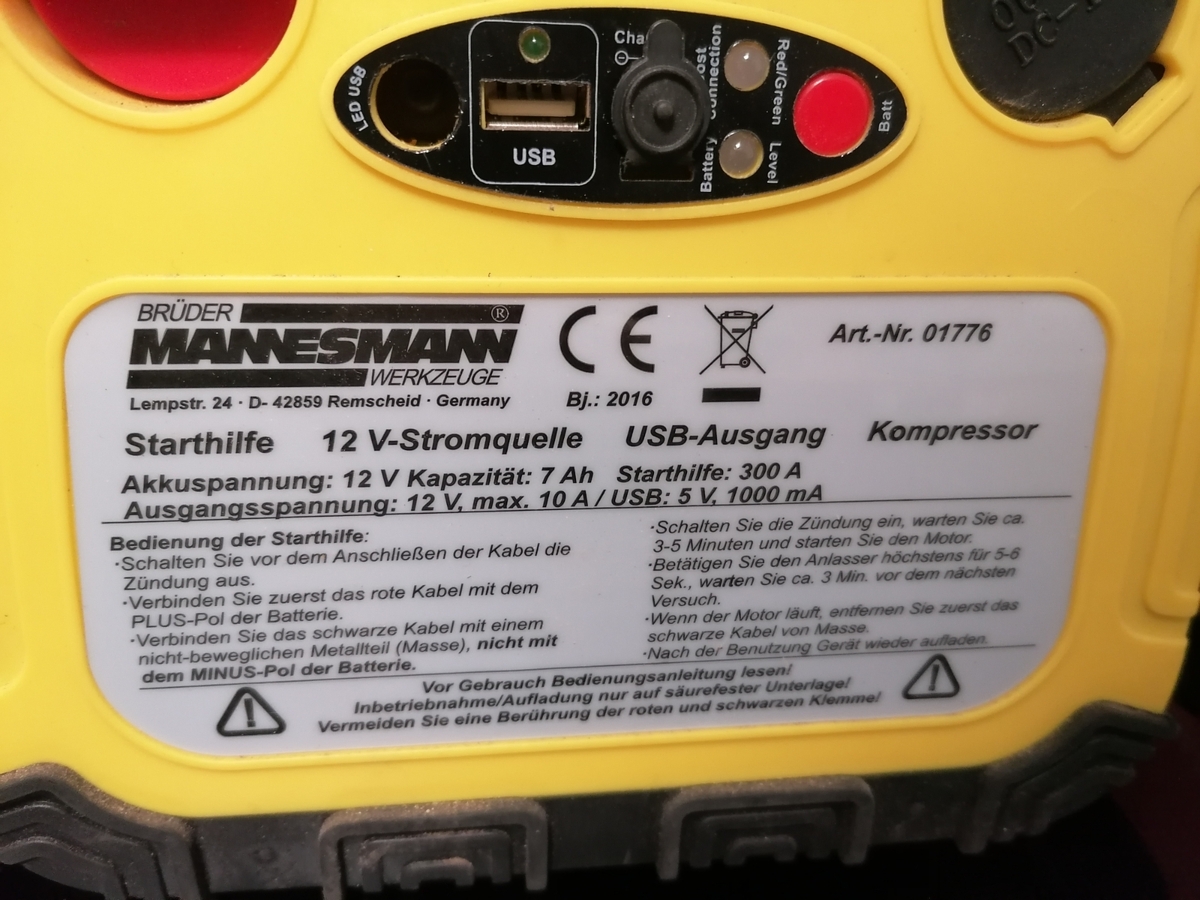 LED USB
USB
Battery
Connection
Red/Green
Level
Batt
BRÜDER
MANNESMANN ®
WERKZEUGE
Lempstr. 24 · D- 42859 Remscheid · Germany
CE
Bj.: 2016
Art.-Nr. 01776
Starthilfe 12 V-Stromquelle USB-Ausgang Kompressor
Akkuspannung: 12 V Kapazität: 7 Ah Starthilfe: 300 A
Ausgangsspannung: 12 V, max. 10 A / USB: 5 V, 1000 mA
Bedienung der Starthilfe:
·Schalten Sie vor dem Anschließen der Kabel die
Zündung aus.
·Verbinden Sie zuerst das rote Kabel mit dem
PLUS-Pol der Batterie.
·Verbinden Sie das schwarze Kabel mit einem
nicht-beweglichen Metallteil (Masse), nicht mit
dem MINUS-Pol der Batterie.
·Schalten Sie die Zündung ein, warten Sie ca.
3-5 Minuten und starten Sie den Motor.
·Betätigen Sie den Anlasser höchstens für 5-6
Sek., warten Sie ca. 3 Min. vor dem nächsten
Versuch.
·Wenn der Motor läuft, entfernen Sie zuerst das
schwarze Kabel von Masse.
·Nach der Benutzung Gerät wieder aufladen.
Vor Gebrauch Bedienungsanleitung lesen!
Inbetriebnahme/Aufladung nur auf säurefester Unterlage!
Vermeiden Sie eine Berührung der roten und schwarzen Klemme!